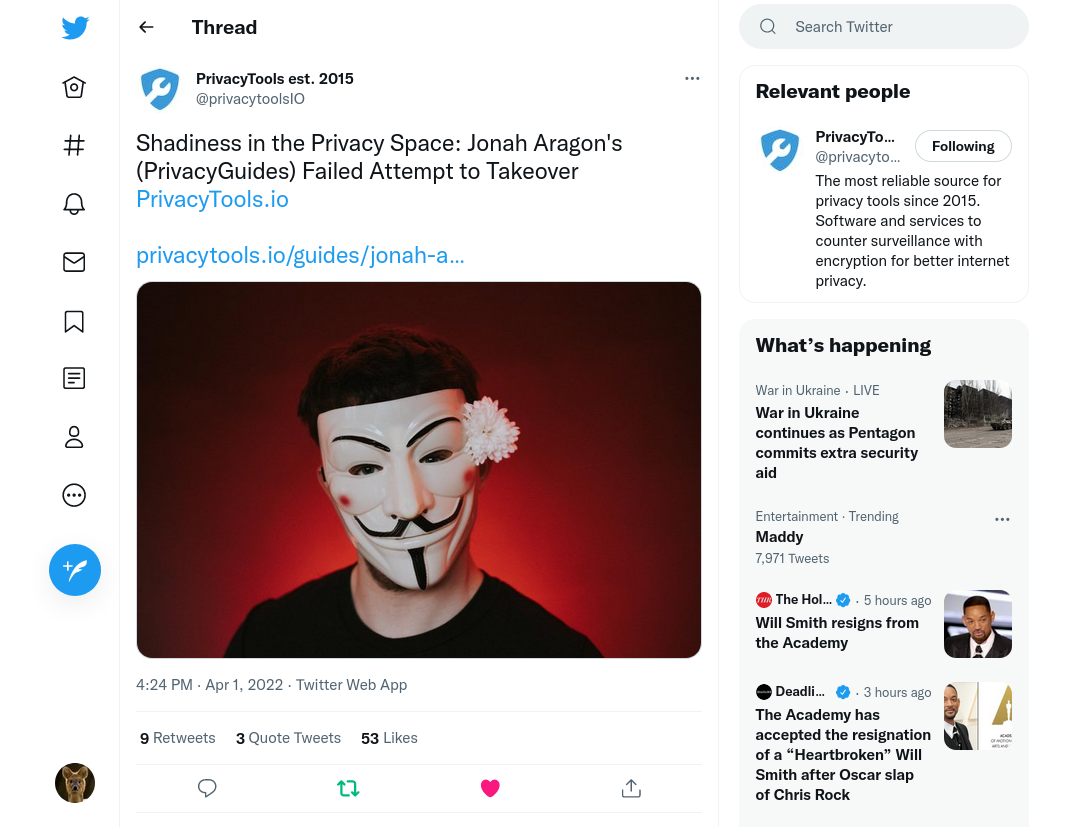 Thread
PrivacyTools est. 2015
@privacytoolsIO
Shadiness in the Privacy Space: Jonah Aragon's
(PrivacyGuides) Failed Attempt to Takeover
PrivacyTools.io
privacytools.io/guides/jonah-a...
4:24 PM · Apr 1, 2022 · Twitter Web App
9 Retweets 3 Quote Tweets 53 Likes
Search Twitter
Relevant people
PrivacyTo...
@privacyto...
Following
The most reliable source for
privacy tools since 2015.
Software and services to
counter surveillance with
encryption for better internet
privacy.
What's happening
War in Ukraine · LIVE
War in Ukraine
continues as Pentagon
commits extra security
aid
Entertainment · Trending
Maddy
7,971 Tweets
THR The Hol... · 5 hours ago
Will Smith resigns from
the Academy
Deadli... · 3 hours ago
The Academy has
accepted the resignation
of a “Heartbroken” Will
Smith after Oscar slap
of Chris Rock